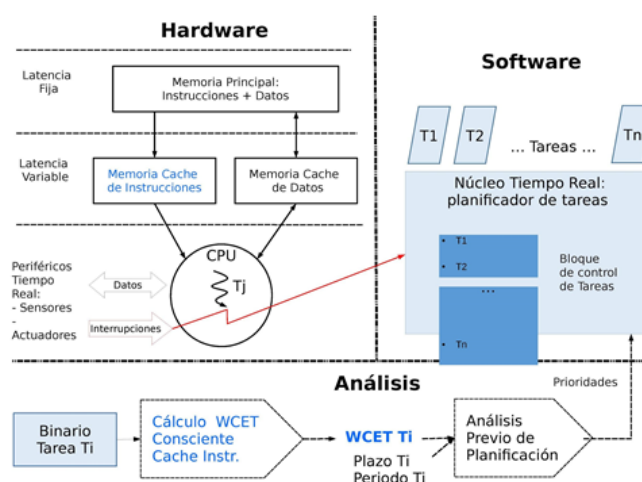 Hardware
Latencia
Fija
Memoria Principal:
Instrucciones + Datos
Latencia
Variable
Memoria Cache
de Instrucciones
Memoria Cache
de Datos
CPU
Tj
Periféricos
Tiempo
Real:
- Sensores
-
Actuadores
Datos
Interrupciones
Software
T1
T2
... Tareas ...
Tn
Núcleo Tiempo Real:
planificador de tareas
• T1
• T2
...
• Tn
Bloque
de control
de Tareas
Análisis
Prioridades
Binario
Tarea Ti
Cálculo WCET
Consciente
Cache Instr.
WCET Ti
Plazo Ti
Periodo Ti
Análisis
Previo de
Planificación